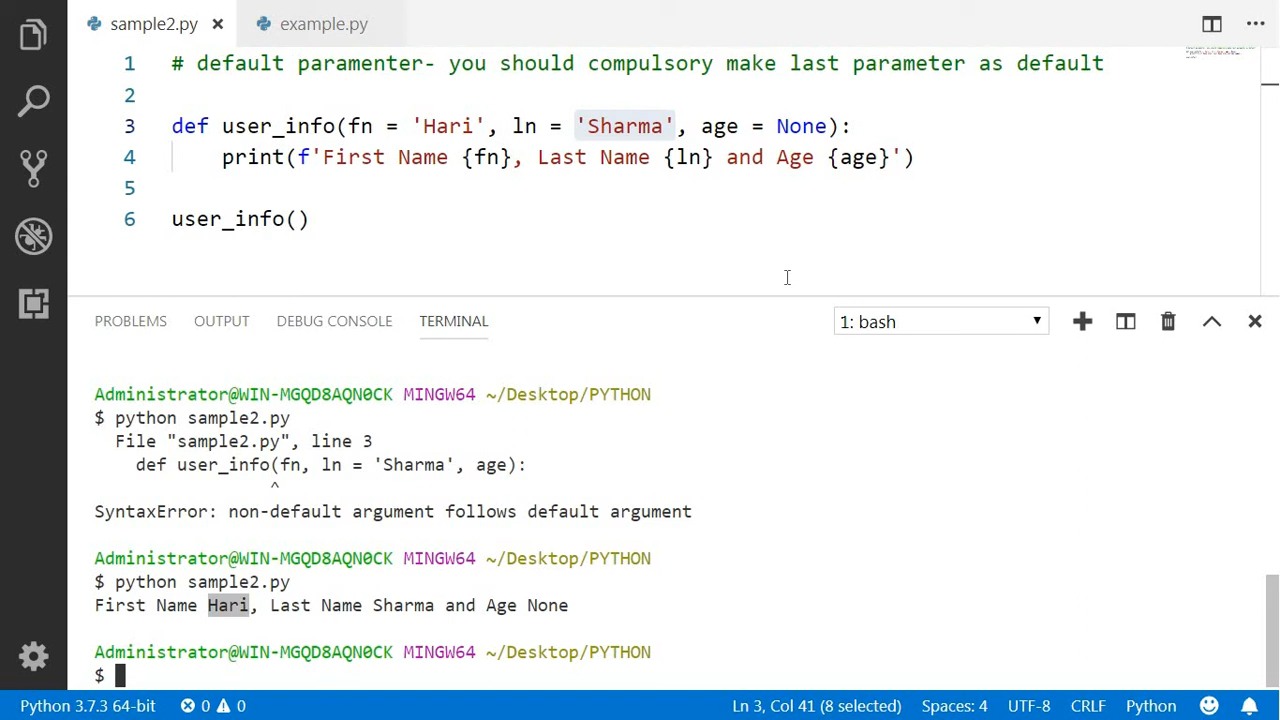 sample2.py
example.py
1 # default paramenter- you should compulsory make last parameter as default
2
3 def user_info(fn = 'Hari', ln = 'Sharma', age = None):
4 print(f'First Name {fn}, Last Name {ln} and Age {age}')
5
6 user_info()
PROBLEMS OUTPUT DEBUG CONSOLE TERMINAL 1: bash
Administrator@WIN-MGQD8AQN0CK MINGW64 ~/Desktop/PYTHON
$ python sample2.py
File "sample2.py", line 3
def user_info(fn, ln = 'Sharma', age):
^
SyntaxError: non-default argument follows default argument
Administrator@WIN-MGQD8AQN0CK MINGW64 ~/Desktop/PYTHON
$ python sample2.py
First Name Hari, Last Name Sharma and Age None
Administrator@WIN-MGQD8AQN0CK MINGW64 ~/Desktop/PYTHON
$
Python 3.7.3 64-bit 0 0 Ln 3, Col 41 (8 selected) Spaces: 4 UTF-8 CRLF Python